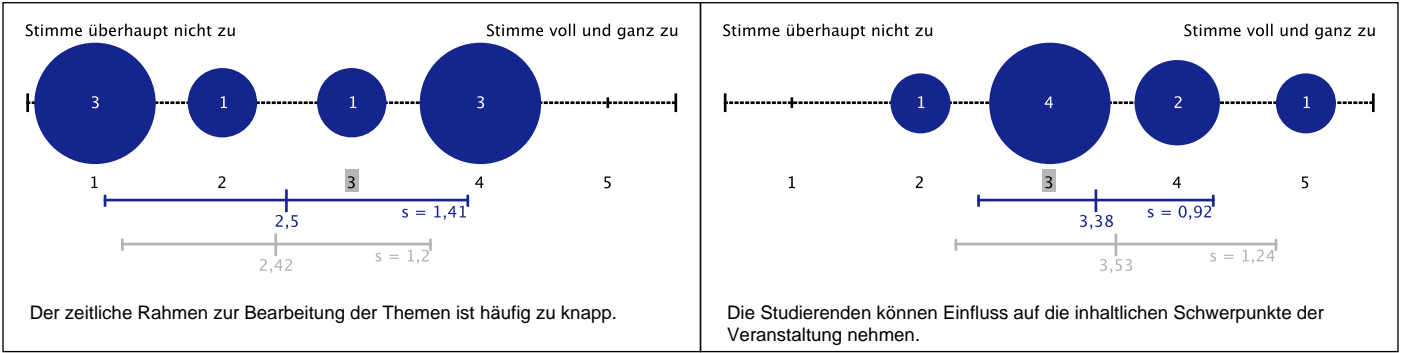 Stimme überhaupt nicht zu Stimme voll und ganz zu
3 1 1 3
1 2 3 4 5
s = 1,41
2,5
s = 1,2
2,42
Der zeitliche Rahmen zur Bearbeitung der Themen ist häufig zu knapp.
Stimme überhaupt nicht zu Stimme voll und ganz zu
1 4 2 1
1 2 3 4 5
s = 0,92
3,38
s = 1,24
3,53
Die Studierenden können Einfluss auf die inhaltlichen Schwerpunkte der
Veranstaltung nehmen.